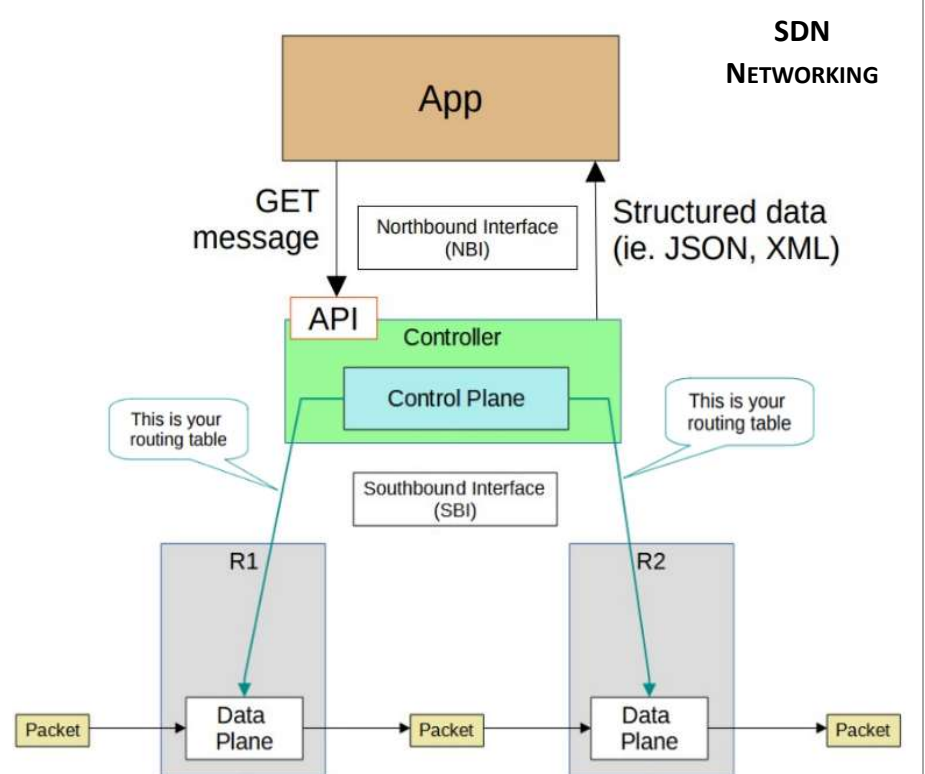 SDN
NETWORKING
App
GET
message
Northbound Interface
(NBI)
Structured data
(ie. JSON, XML)
API
Controller
Control Plane
This is your
routing table
This is your
routing table
Southbound Interface
(SBI)
R1
R2
Packet
Data
Plane
Packet
Data
Plane
Packet